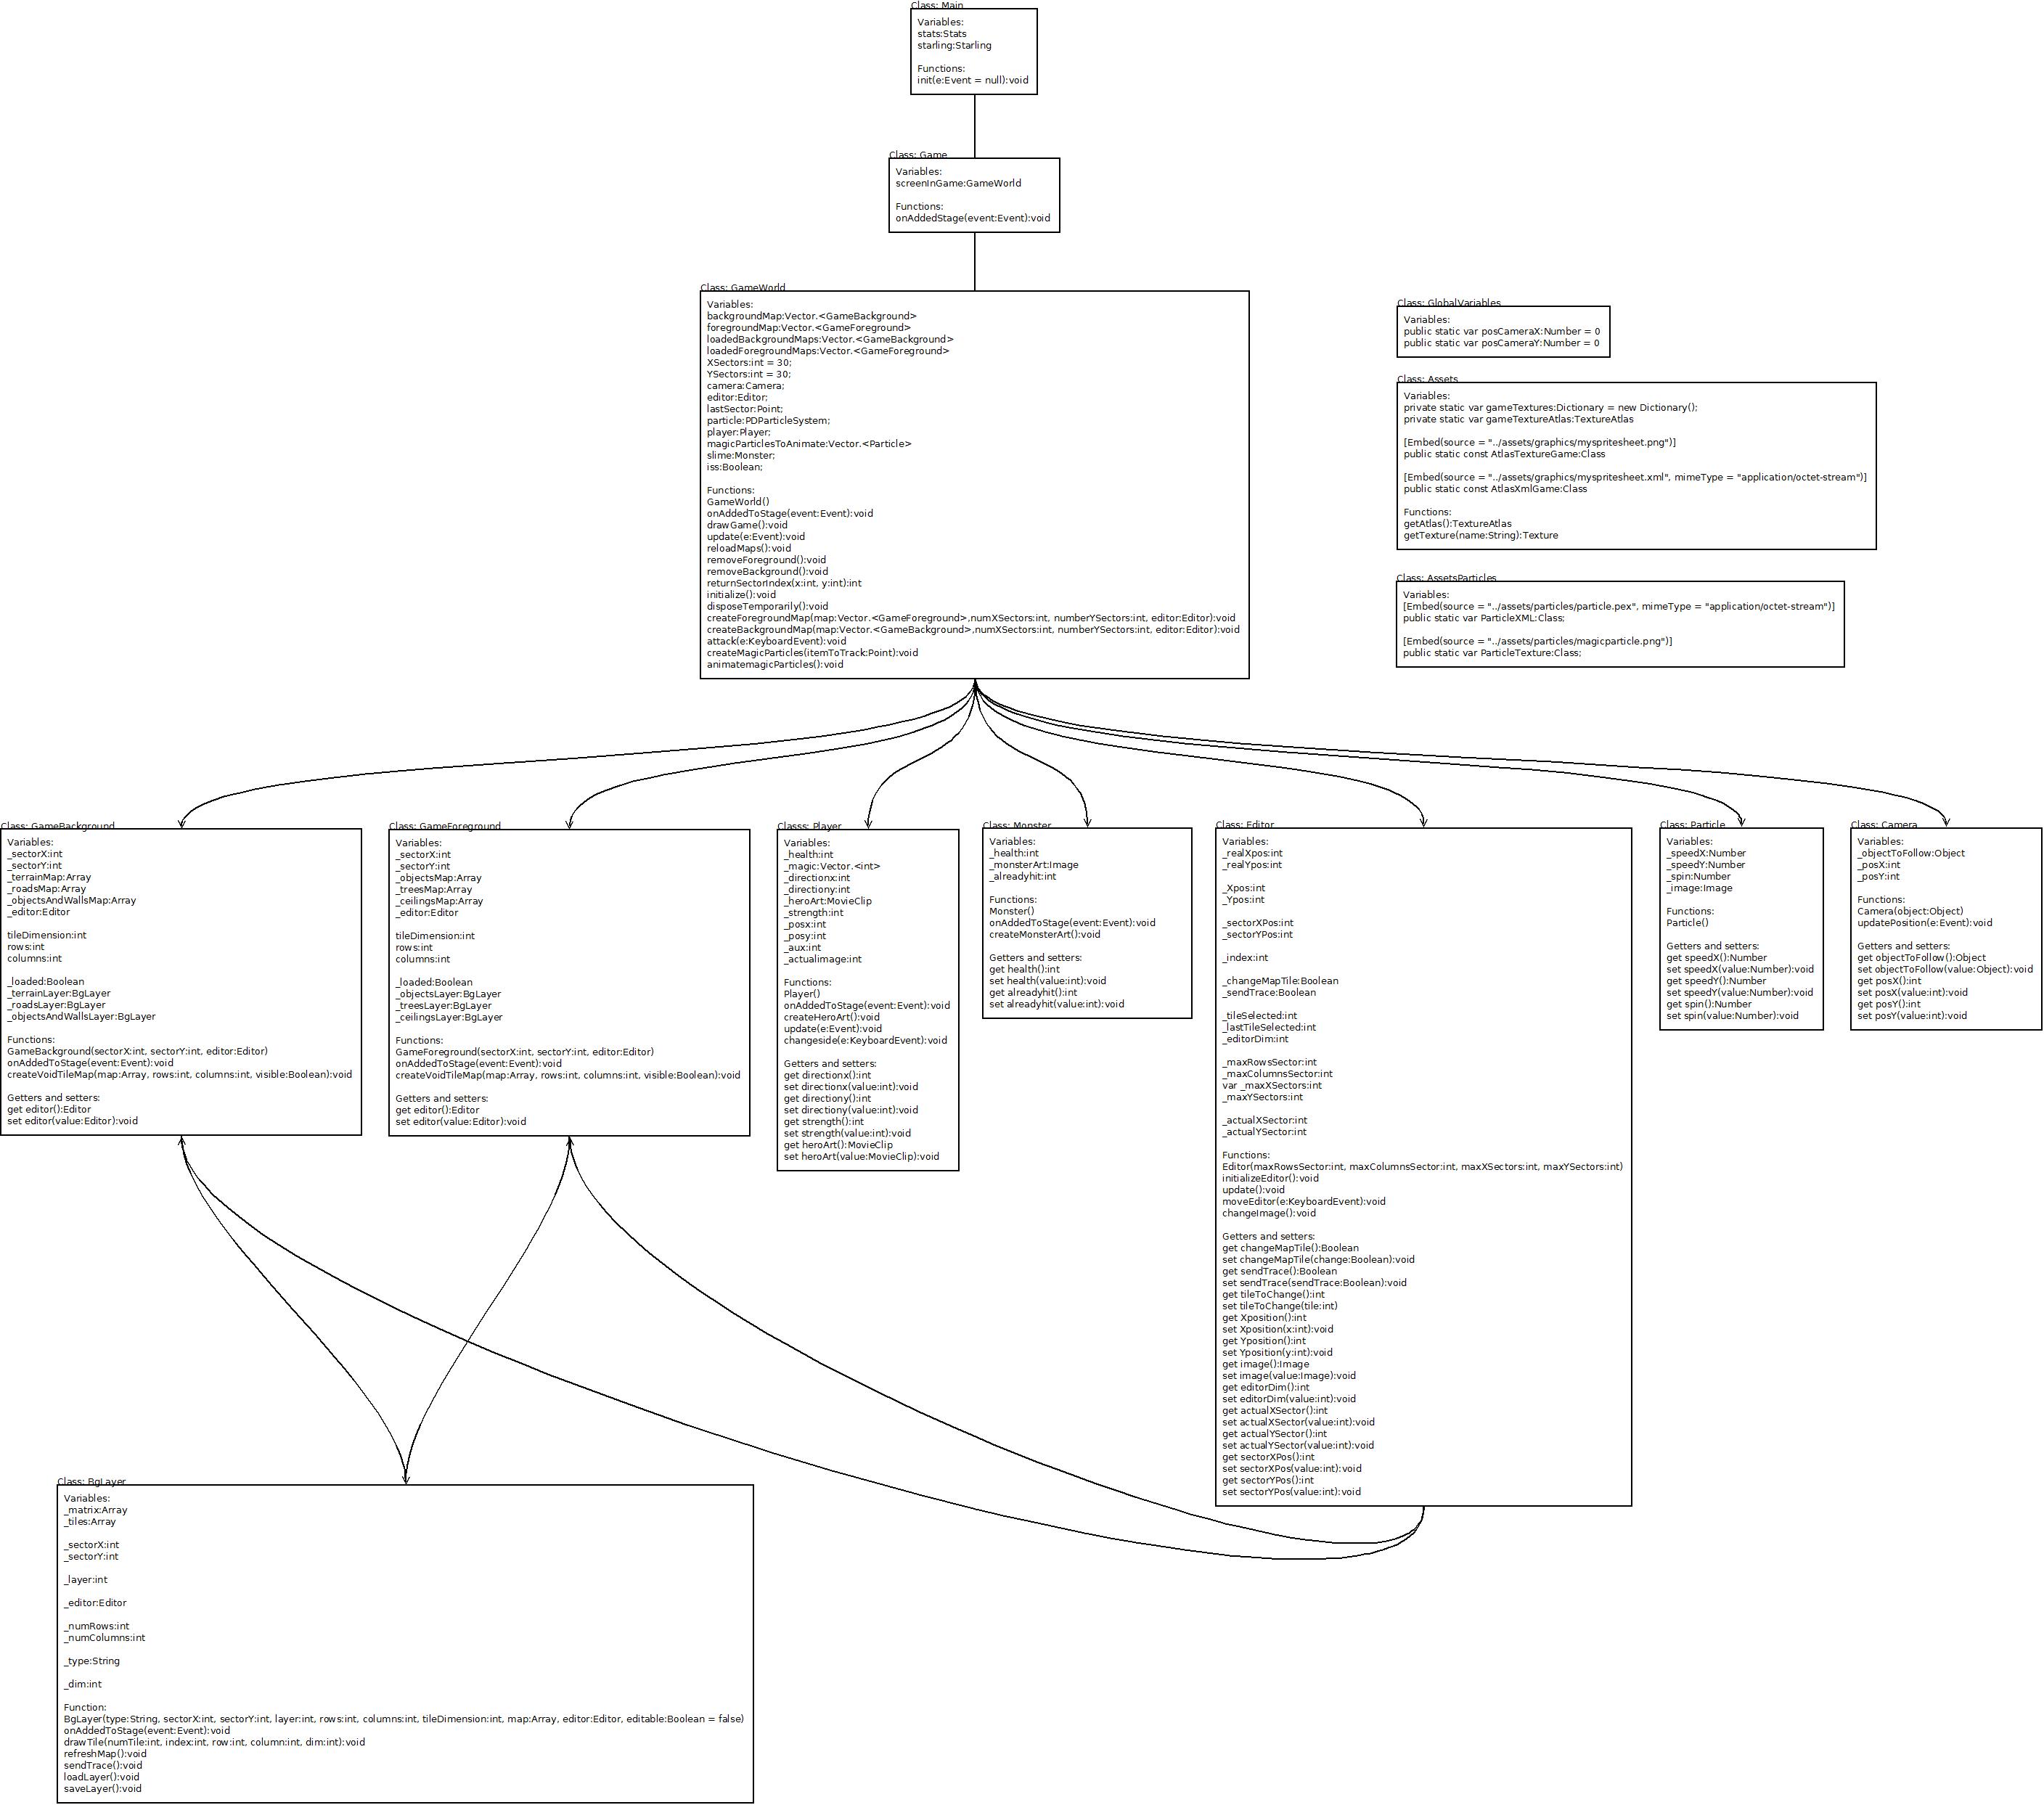 Class: Main
Variables:
stats:Stats
starling:Starling
Functions:
init(e:Event = null):void
Class: Game
Variables:
screenInGame:GameWorld
Functions:
onAddedStage(event:Event):void
Class: GameWorld
Variables:
backgroundMap:Vector.<GameBackground>
foregroundMap:Vector.<GameForeground>
loadedBackgroundMaps:Vector.<GameBackground>
loadedForegroundMaps:Vector.<GameForeground>
XSectors:int = 30;
YSectors:int = 30;
camera:Camera;
editor:Editor;
lastSector:Point;
particle:PDParticleSystem;
player:Player;
magicParticlesToAnimate:Vector.<Particle>
slime:Monster;
iss:Boolean;
Functions:
GameWorld()
onAddedToStage(event:Event):void
drawGame():void
update(e:Event):void
reloadMaps():void
removeForeground():void
removeBackground():void
returnSectorIndex(x:int, y:int):int
initialize():void
disposeTemporarily():void
createForegroundMap(map:Vector.<GameForeground>,numXSectors:int, numberYSectors:int, editor:Editor):void
createBackgroundMap(map:Vector.<GameBackground>,numXSectors:int, numberYSectors:int, editor:Editor):void
attack(e:KeyboardEvent):void
createMagicParticles(itemToTrack:Point):void
animatemagicParticles():void
Class: GlobalVariables
Variables:
public static var posCameraX:Number = 0
public static var posCameraY:Number = 0
Class: Assets
Variables:
private static var gameTextures:Dictionary = new Dictionary();
private static var gameTextureAtlas:TextureAtlas
[Embed(source = "../assets/graphics/myspritesheet.png")]
public static const AtlasTextureGame:Class
[Embed(source = "../assets/graphics/myspritesheet.xml", mimeType = "application/octet-stream")]
public static const AtlasXmlGame:Class
Functions:
getAtlas():TextureAtlas
getTexture(name:String):Texture
Class: AssetsParticles
Variables:
[Embed(source = "../assets/particles/particle.pex", mimeType = "application/octet-stream")]
public static var ParticleXML:Class;
[Embed(source = "../assets/particles/magicparticle.png")]
public static var ParticleTexture:Class;
Class: GameBackground
Variables:
_sectorX:int
_sectorY:int
_terrainMap:Array
_roadsMap:Array
_objectsAndWallsMap:Array
_editor:Editor
tileDimension:int
rows:int
columns:int
_loaded:Boolean
_terrainLayer:BgLayer
_roadsLayer:BgLayer
_objectsAndWallsLayer:BgLayer
Functions:
GameBackground(sectorX:int, sectorY:int, editor:Editor)
onAddedToStage(event:Event):void
createVoidTileMap(map:Array, rows:int, columns:int, visible:Boolean):void
Getters and setters:
get editor():Editor
set editor(value:Editor):void
Class: GameForeground
Variables:
_sectorX:int
_sectorY:int
_objectsMap:Array
_treesMap:Array
_ceilingsMap:Array
_editor:Editor
tileDimension:int
rows:int
columns:int
_loaded:Boolean
_objectsLayer:BgLayer
_treesLayer:BgLayer
_ceilingsLayer:BgLayer
Functions:
GameForeground(sectorX:int, sectorY:int, editor:Editor)
onAddedToStage(event:Event):void
createVoidTileMap(map:Array, rows:int, columns:int, visible:Boolean):void
Getters and setters:
get editor():Editor
set editor(value:Editor):void
Classs: Player
Variables:
_health:int
_magic:Vector.<int>
_directionx:int
_directiony:int
_heroArt:MovieClip
_strength:int
_posx:int
_posy:int
_aux:int
_actualimage:int
Functions:
Player()
onAddedToStage(event:Event):void
createHeroArt():void
update(e:Event):void
changeside(e:KeyboardEvent):void
Getters and setters:
get directionx():int
set directionx(value:int):void
get directiony():int
set directiony(value:int):void
get strength():int
set strength(value:int):void
get heroArt():MovieClip
set heroArt(value:MovieClip):void
Class: Monster
Variables:
_health:int
_monsterArt:Image
_alreadyhit:int
Functions:
Monster()
onAddedToStage(event:Event):void
createMonsterArt():void
Getters and setters:
get health():int
set health(value:int):void
get alreadyhit():int
set alreadyhit(value:int):void
Class: Editor
Variables:
_realXpos:int
_realYpos:int
_Xpos:int
_Ypos:int
_sectorXPos:int
_sectorYPos:int
_index:int
_changeMapTile:Boolean
_sendTrace:Boolean
_tileSelected:int
_lastTileSelected:int
_editorDim:int
_maxRowsSector:int
_maxColumnsSector:int
var _maxXSectors:int
_maxYSectors:int
_actualXSector:int
_actualYSector:int
Functions:
Editor(maxRowsSector:int, maxColumnsSector:int, maxXSectors:int, maxYSectors:int)
initializeEditor():void
update():void
moveEditor(e:KeyboardEvent):void
changeImage():void
Getters and setters:
get changeMapTile():Boolean
set changeMapTile(change:Boolean):void
get sendTrace():Boolean
set sendTrace(sendTrace:Boolean):void
get tileToChange():int
set tileToChange(tile:int)
get Xposition():int
set Xposition(x:int):void
get Yposition():int
set Yposition(y:int):void
get image():Image
set image(value:Image):void
get editorDim():int
set editorDim(value:int):void
get actualXSector():int
set actualXSector(value:int):void
get actualYSector():int
set actualYSector(value:int):void
get sectorXPos():int
set sectorXPos(value:int):void
get sectorYPos():int
set sectorYPos(value:int):void
Class: Particle
Variables:
_speedX:Number
_speedY:Number
_spin:Number
_image:Image
Functions:
Particle()
Getters and setters:
get speedX():Number
set speedX(value:Number):void
get speedY():Number
set speedY(value:Number):void
get spin():Number
set spin(value:Number):void
Class: Camera
Variables:
_objectToFollow:Object
_posX:int
_posY:int
Functions:
Camera(object:Object)
updatePosition(e:Event):void
Getters and setters:
get objectToFollow():Object
set objectToFollow(value:Object):void
get posX():int
set posX(value:int):void
get posY():int
set posY(value:int):void
Class: BgLayer
Variables:
_matrix:Array
_tiles:Array
_sectorX:int
_sectorY:int
_layer:int
_editor:Editor
_numRows:int
_numColumns:int
_type:String
_dim:int
Function:
BgLayer(type:String, sectorX:int, sectorY:int, layer:int, rows:int, columns:int, tileDimension:int, map:Array, editor:Editor, editable:Boolean = false)
onAddedToStage(event:Event):void
drawTile(numTile:int, index:int, row:int, column:int, dim:int):void
refreshMap():void
sendTrace():void
loadLayer():void
saveLayer():void